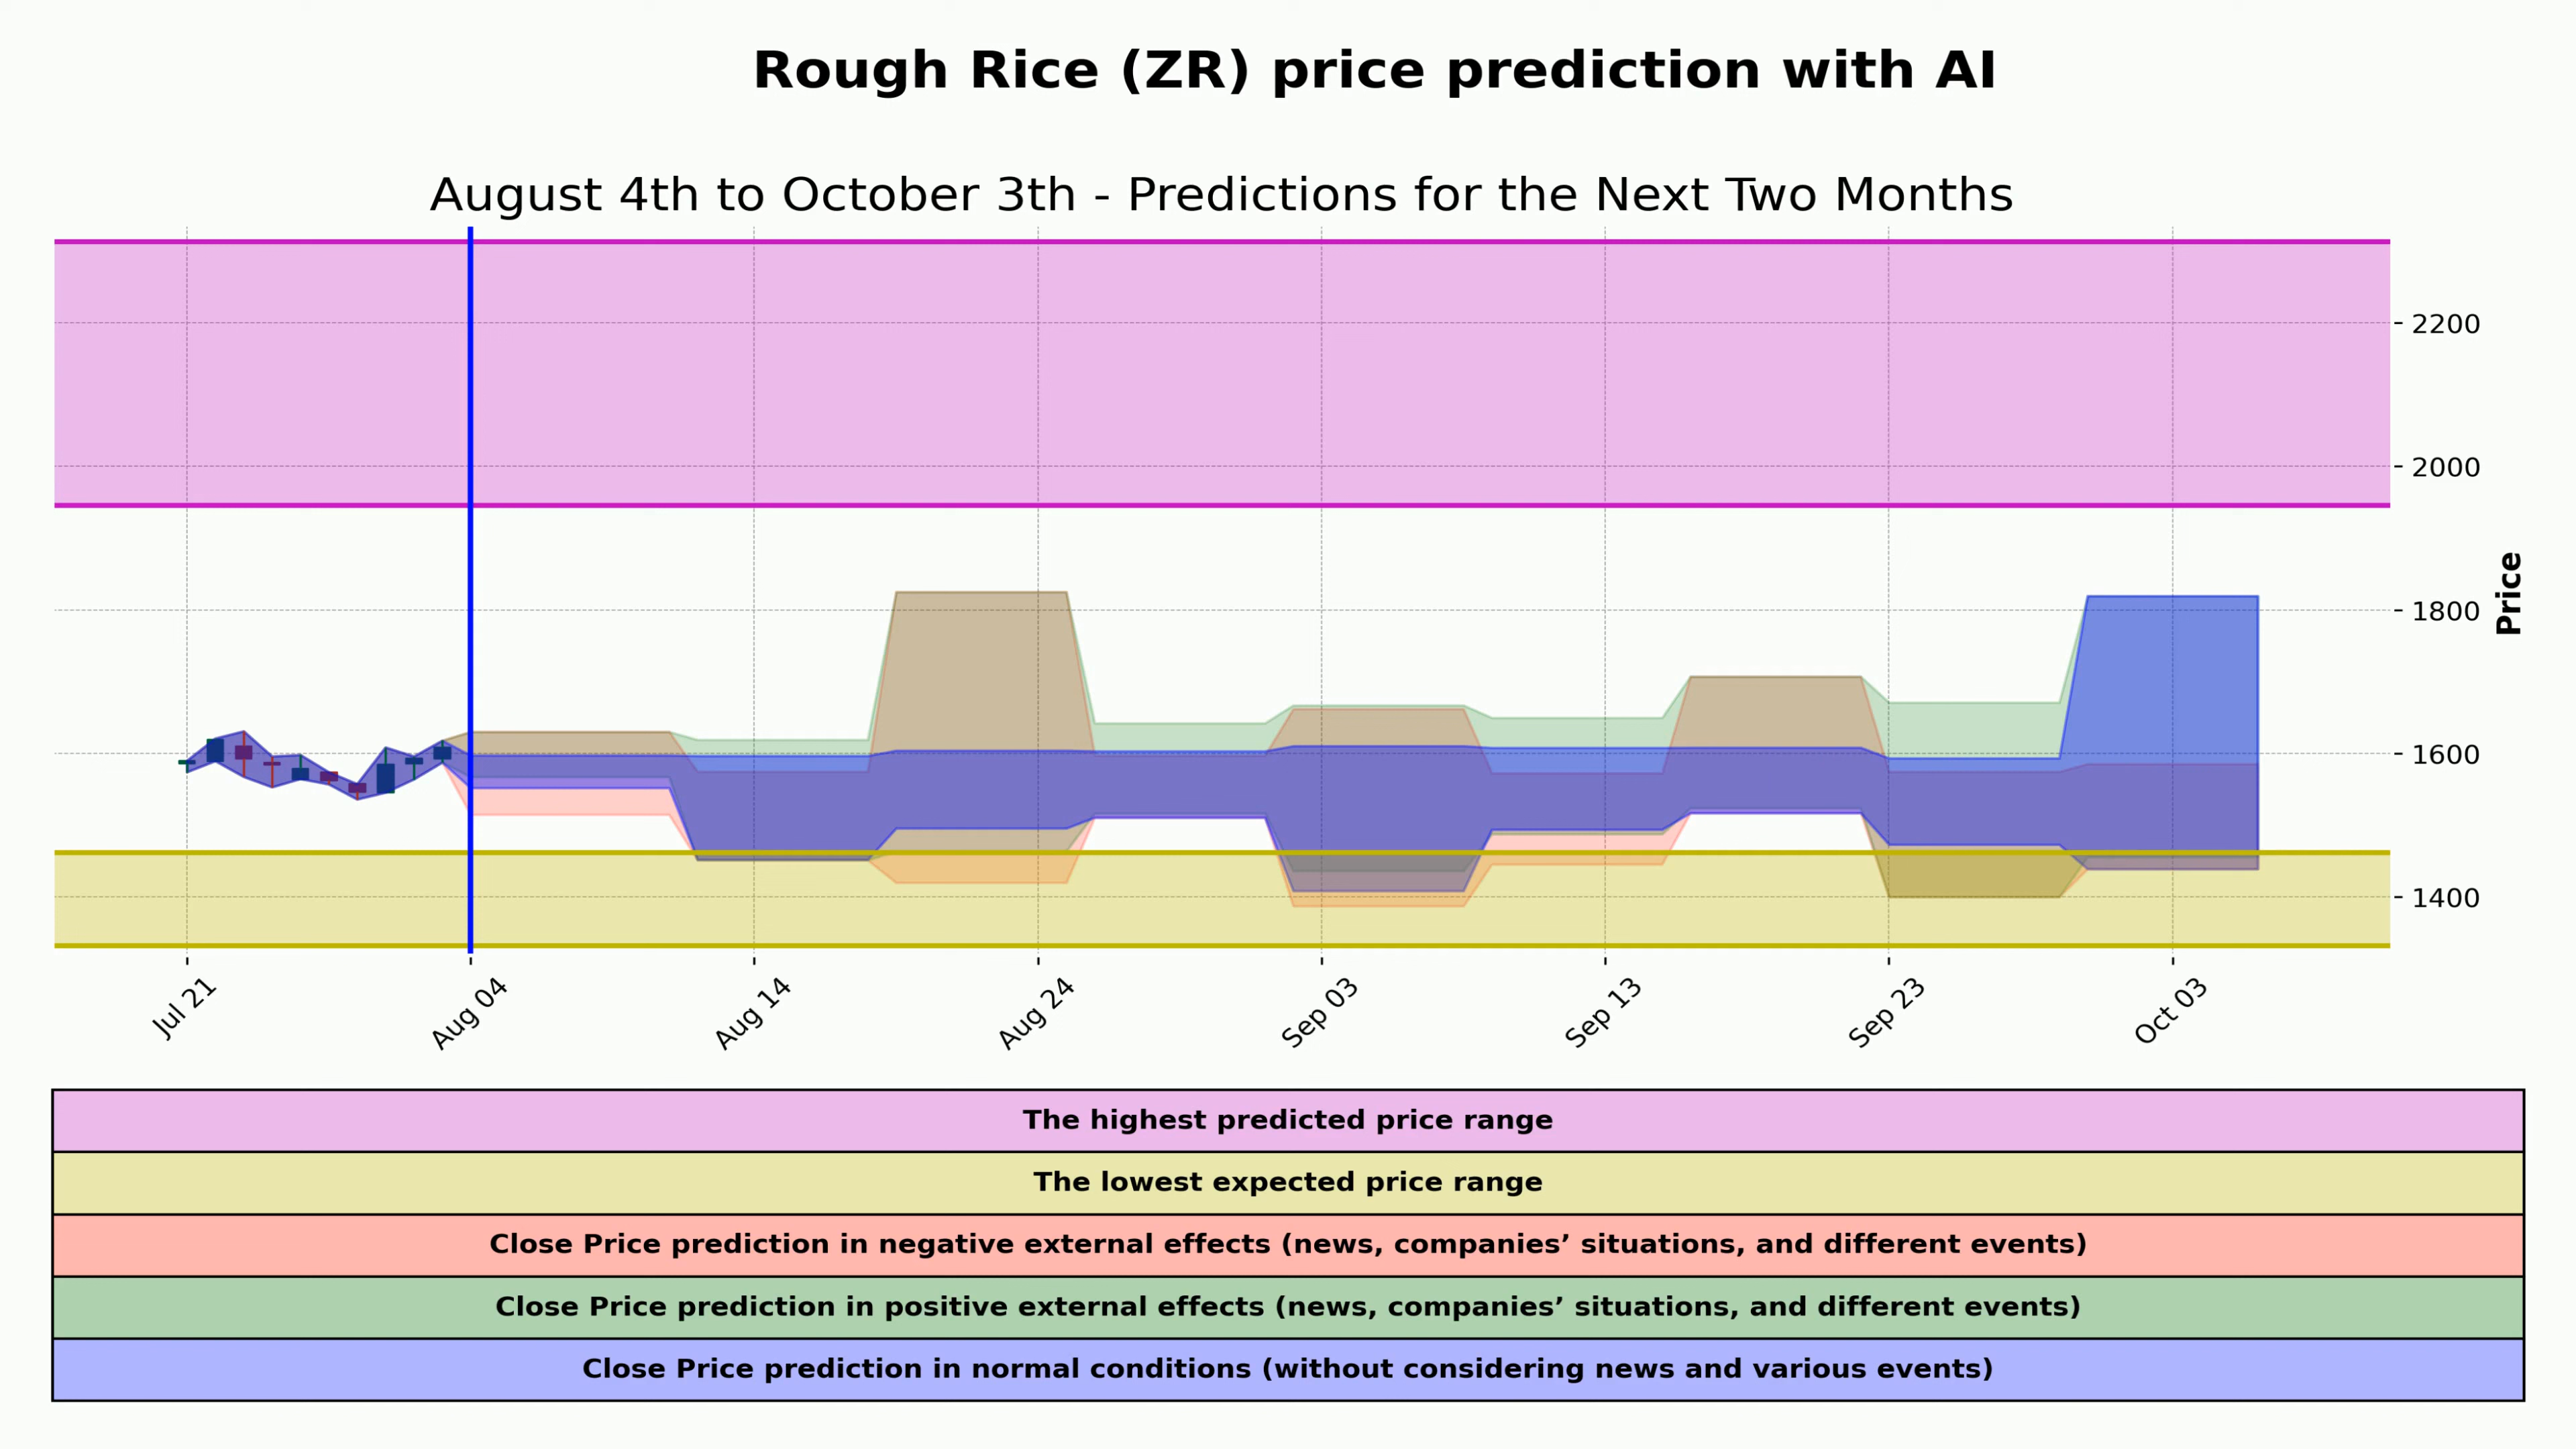 Rough Rice (ZR) price prediction with AI
August 4th to October 3th - Predictions for the Next Two Months
2200
2000
1800
1600
1400
Price
Jul 21
Aug 04
Aug 14
Aug 24
Sep 03
Sep 13
Sep 23
Oct 03
The highest predicted price range
The lowest expected price range
Close Price prediction in negative external effects (news, companies’ situations, and different events)
Close Price prediction in positive external effects (news, companies’ situations, and different events)
Close Price prediction in normal conditions (without considering news and various events)